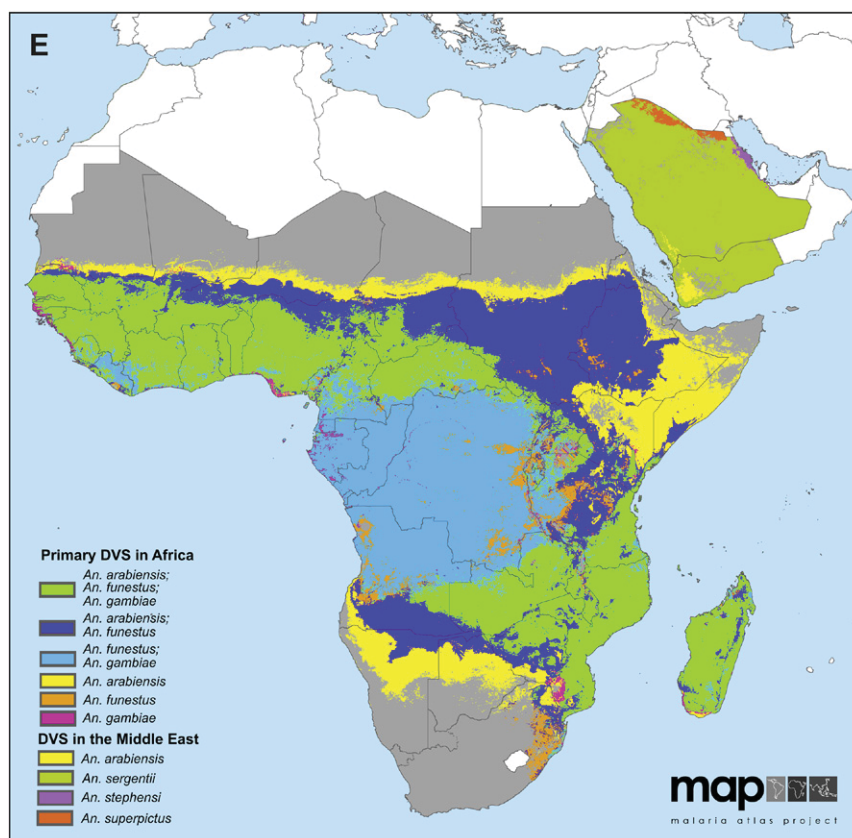 E
Primary DVS in Africa
An. arabiensis;
An. funestus;
An. gambiae
An. arabiensis;
An. funestus
An. funestus;
An. gambiae
An. arabiensis
An. funestus
An. gambiae
DVS in the Middle East
An. arabiensis
An. sergentii
An. stephensi
An. superpictus
map
malaria atlas project